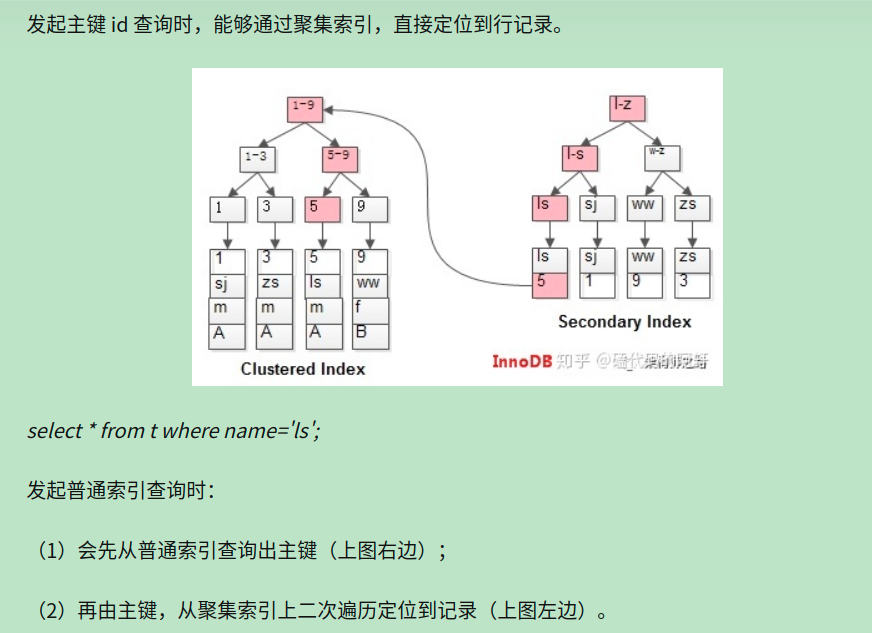 发起主键 id 查询时，能够通过聚集索引，直接定位到行记录。
1-9
l-z
1-3
5-9
l-s
w-z
1
3
5
9
ls
sj
ww
zs
1
3
5
9
ls
sj
ww
zs
sj
zs
ls
ww
5
1
9
3
m
m
m
f
A
A
A
B
Secondary Index
Clustered Index
InnoDB 知乎
select * from t where name='ls';
发起普通索引查询时：
（1）会先从普通索引查询出主键（上图右边）；
（2）再由主键，从聚集索引上二次遍历定位到记录（上图左边）。